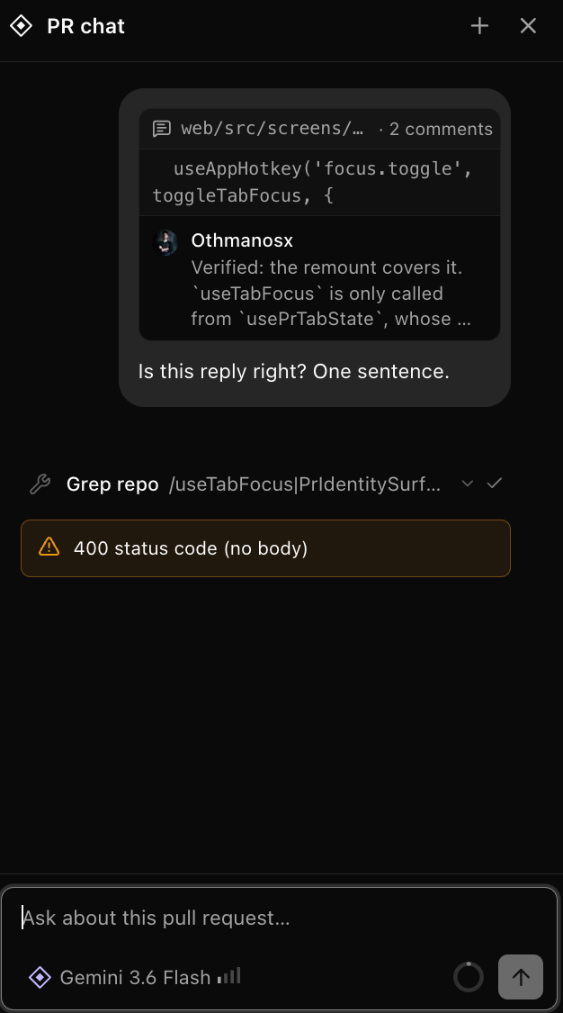 PR chat
web/src/screens/… · 2 comments
useAppHotkey('focus.toggle',
toggleTabFocus, {
Othmanosx
Verified: the remount covers it.
`useTabFocus` is only called
from `usePrTabState`, whose ...
Is this reply right? One sentence.
Grep repo /useTabFocus|PrIdentitySurf...
400 status code (no body)
Ask about this pull request...
Gemini 3.6 Flash